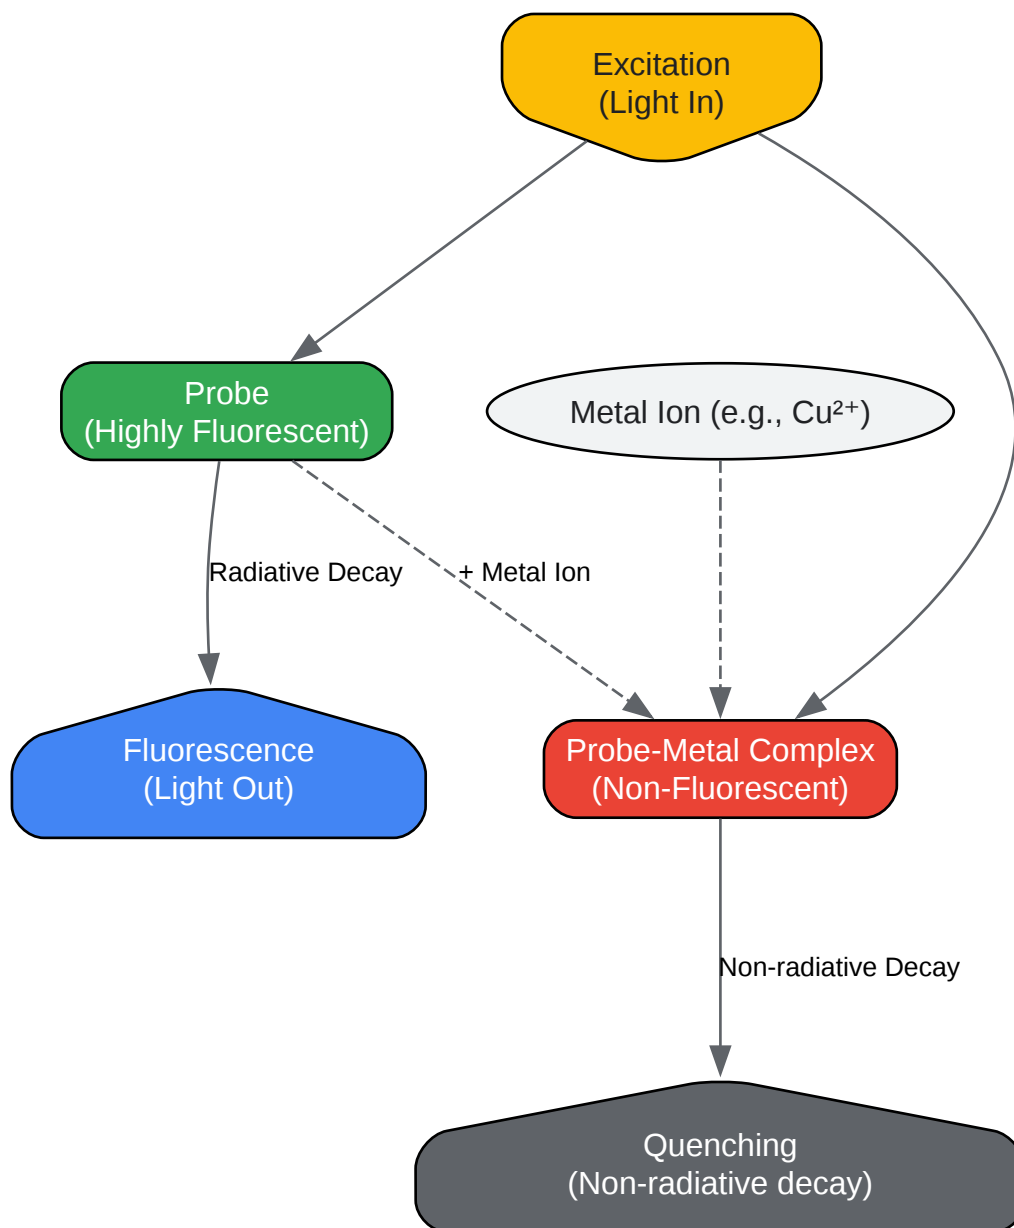 Excitation
(Light In)
Probe
(Highly Fluorescent)
Metal Ion (e.g., Cu²⁺)
Radiative Decay
+ Metal Ion
Fluorescence
(Light Out)
Probe-Metal Complex
(Non-Fluorescent)
Non-radiative Decay
Quenching
(Non-radiative decay)